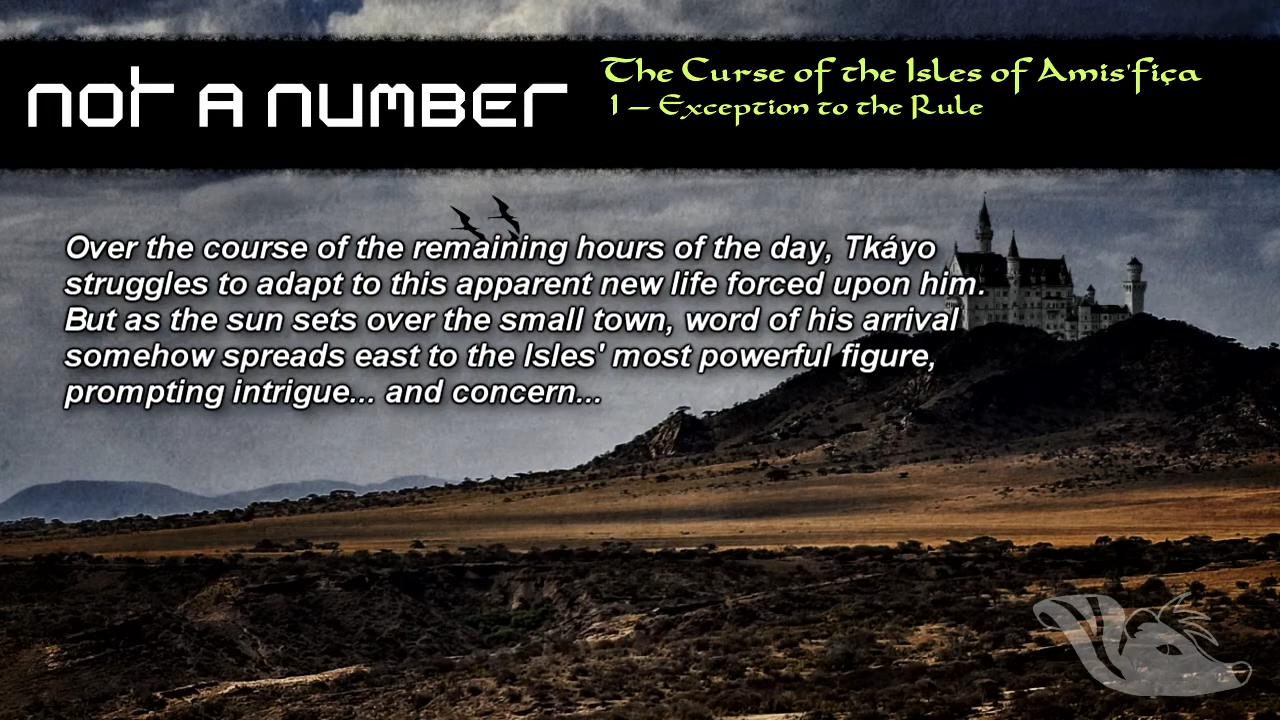 not a number
The Curse of the Isles of Amis'fiça
1 – Exception to the Rule
Over the course of the remaining hours of the day, Tkáyo
struggles to adapt to this apparent new life forced upon him.
But as the sun sets over the small town, word of his arrival
somehow spreads east to the Isles' most powerful figure,
prompting intrigue... and concern...